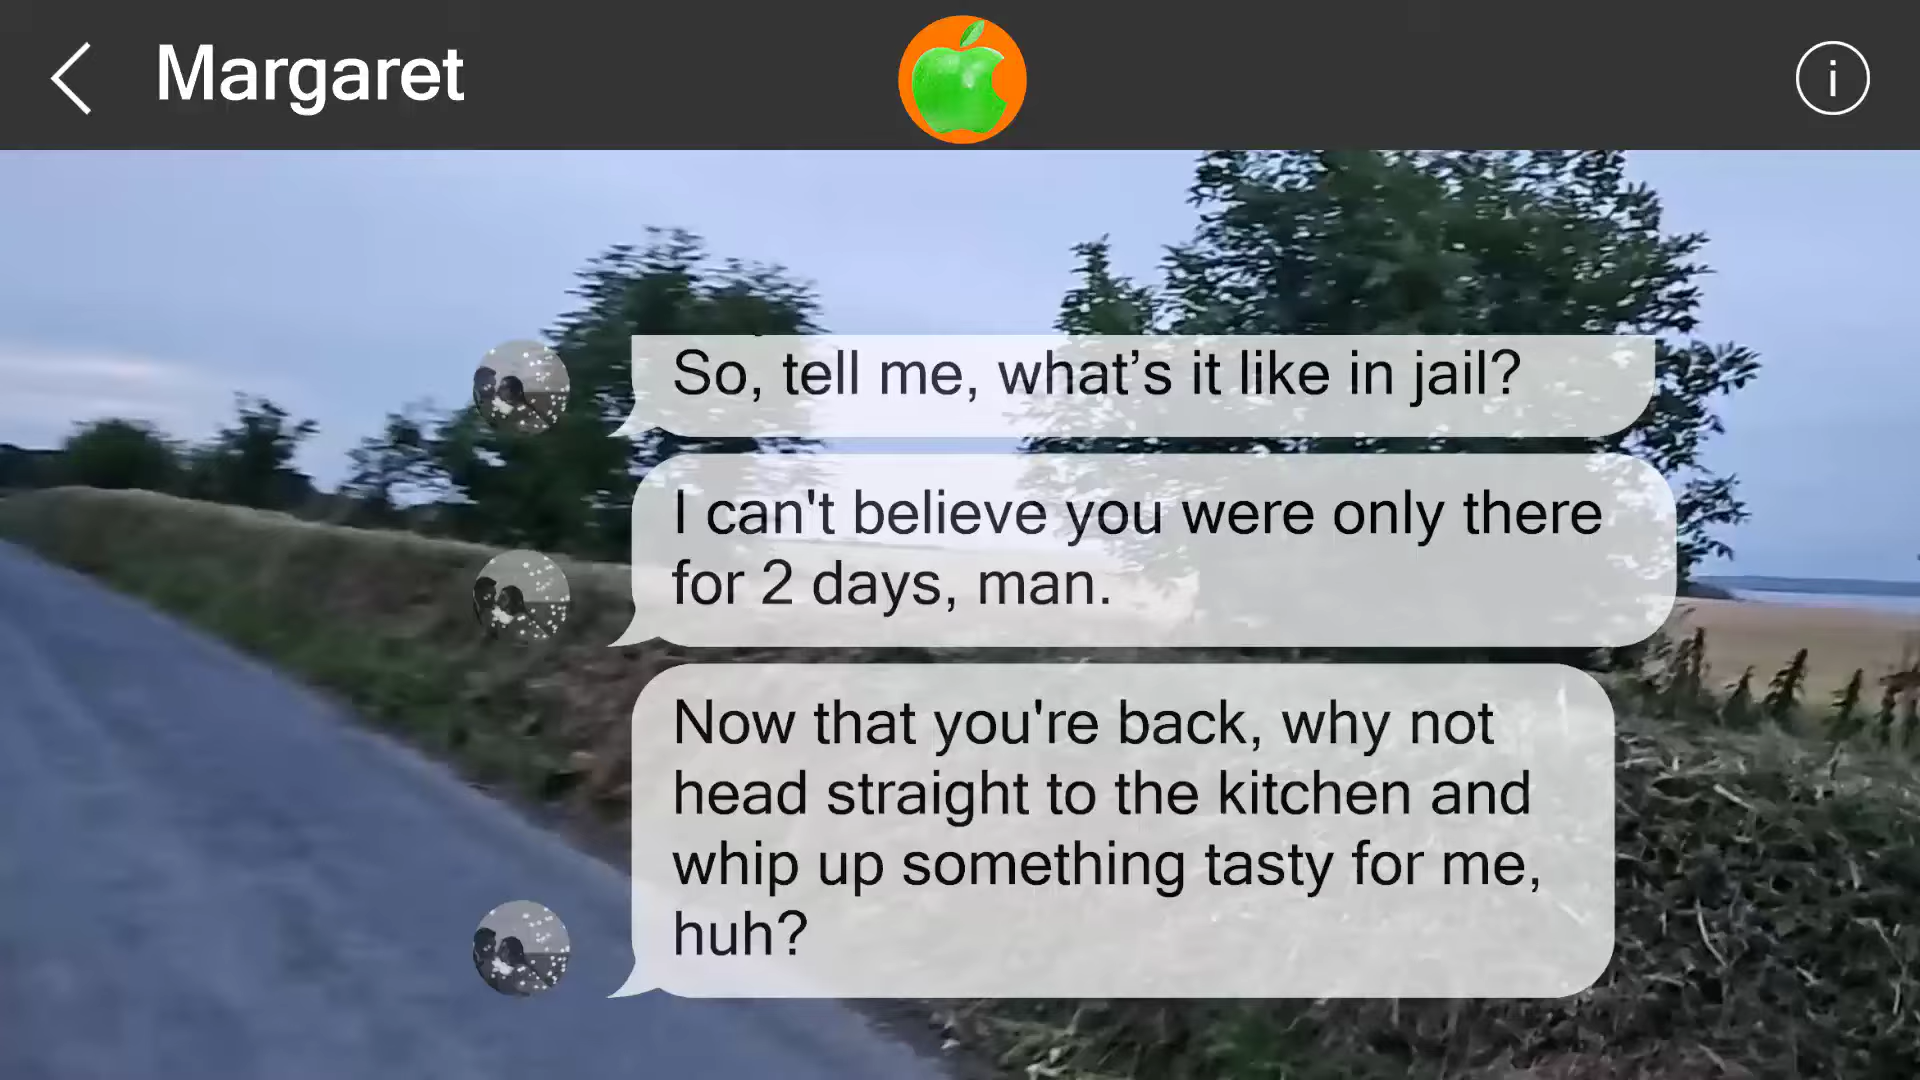 Margaret
So, tell me, what’s it like in jail?
I can't believe you were only there
for 2 days, man.
Now that you're back, why not
head straight to the kitchen and
whip up something tasty for me,
huh?